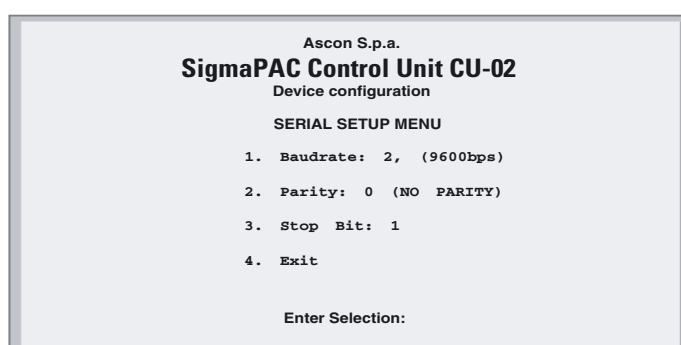 Ascon S.p.a.
SigmaPAC Control Unit CU-02
Device configuration
SERIAL SETUP MENU
1. Baudrate: 2, (9600bps)
2. Parity: 0 (NO PARITY)
3. Stop Bit: 1
4. Exit
Enter Selection: